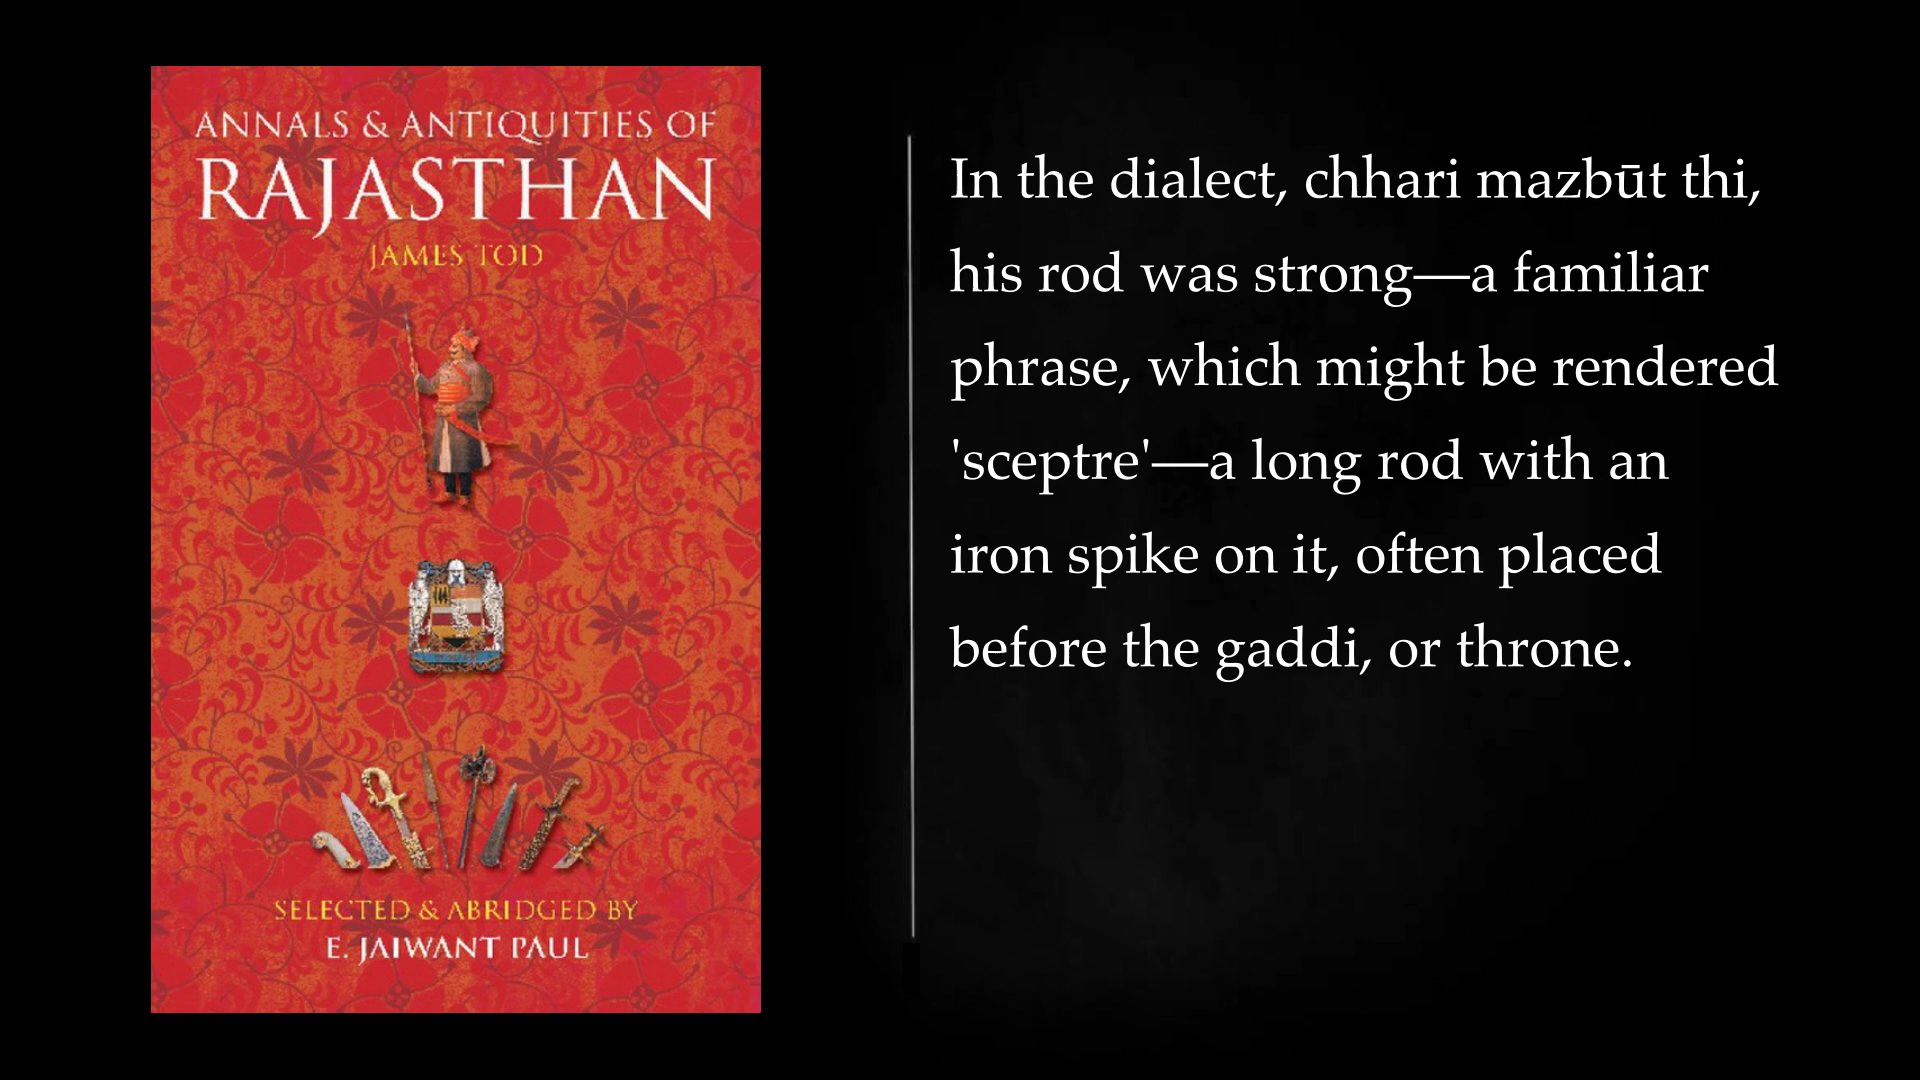 ANNALS & ANTIQUITIES OF
RAJASTHAN
JAMES TOD
SELECTED & ABRIDGED BY
E. JAIWANT PAUL
In the dialect, chhari mazbūt thi,
his rod was strong—a familiar
phrase, which might be rendered
'sceptre'—a long rod with an
iron spike on it, often placed
before the gaddi, or throne.